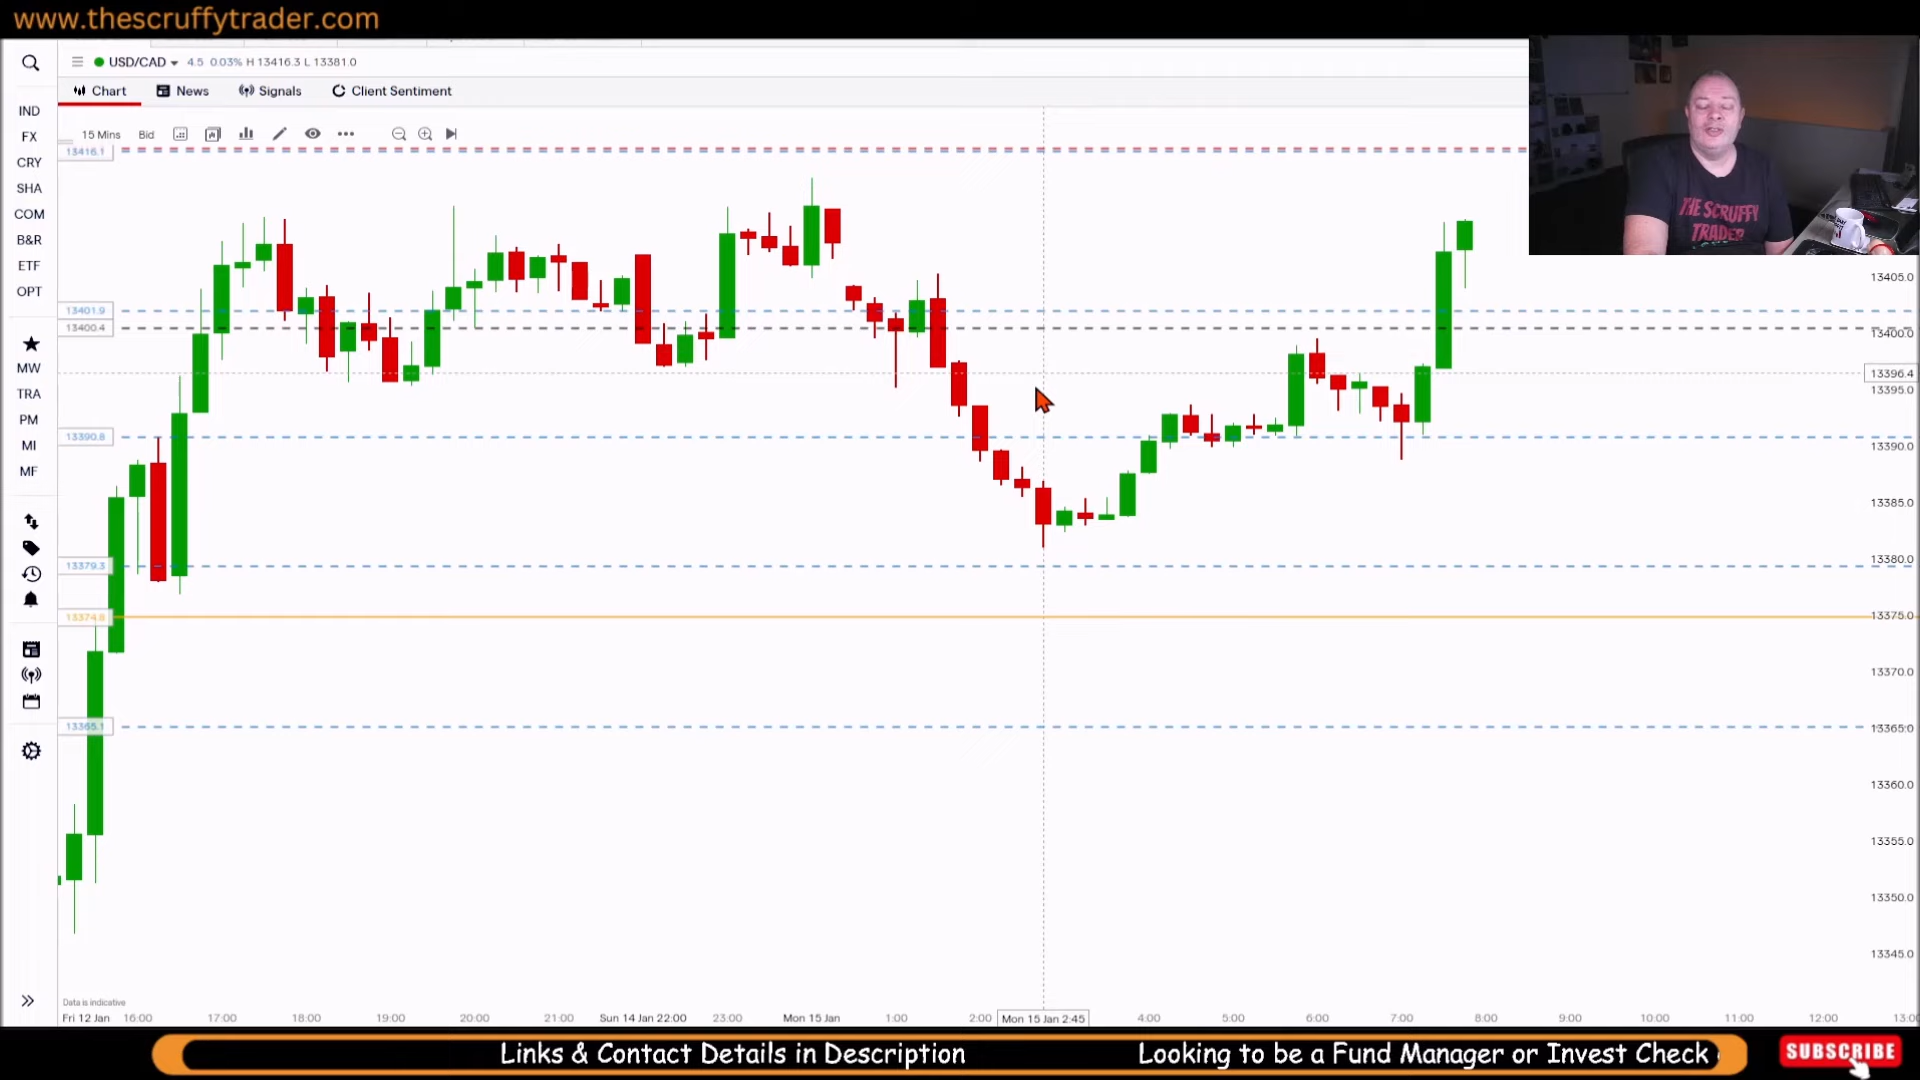 www.thescruffytrader.com
USD/CAD 4.5 0.03% H 13416.3 L 13381.0
Chart News Signals Client Sentiment
15 Mins Bid
IND
FX
CRY
SHA
COM
B&R
ETF
OPT
MW
TRA
PM
MI
MF
13416.1
13401.9
13400.4
13390.8
13379.3
13374.8
13365.1
THE SCRUFFY
TRADER
13405.0
13400.0
13396.4
13395.0
13390.0
13385.0
13380.0
13375.0
13370.0
13365.0
13360.0
13355.0
13350.0
13345.0
Data is indicative
Fri 12 Jan 16:00 17:00 18:00 19:00 20:00 21:00 Sun 14 Jan 22:00 23:00 Mon 15 Jan 1:00 2:00 Mon 15 Jan 2:45 4:00 5:00 6:00 7:00 8:00 9:00 10:00 11:00 12:00 13:00
Links & Contact Details in Description Looking to be a Fund Manager or Invest Check
SUBSCRIBE